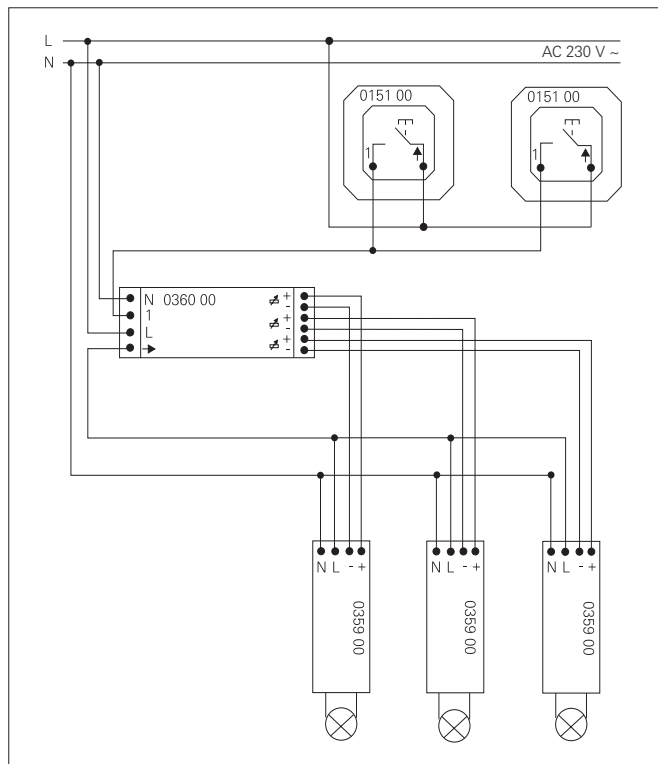 L
N
AC 230 V ~
0151 00
1
0151 00
1
N 0360 00
1
L
+
-
+
-
+
-
N L - +
N L - +
N L - +
0359 00
0359 00
0359 00